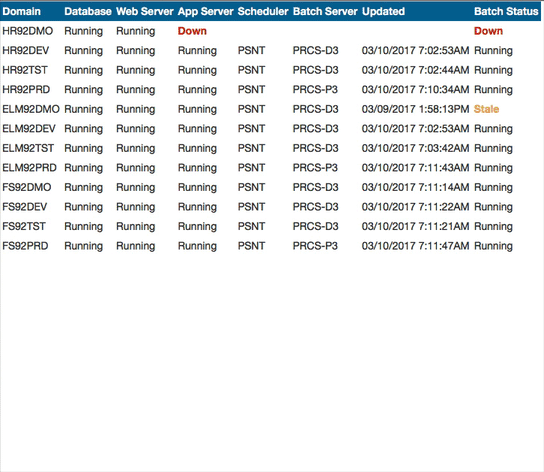 Domain Database Web Server App Server Scheduler Batch Server Updated Batch Status
HR92DMO Running Running Down Down
HR92DEV Running Running Running PSNT PRCS-D3 03/10/2017 7:02:53AM Running
HR92TST Running Running Running PSNT PRCS-D3 03/10/2017 7:02:44AM Running
HR92PRD Running Running Running PSNT PRCS-P3 03/10/2017 7:10:34AM Running
ELM92DMO Running Running Running PSNT PRCS-D3 03/09/2017 1:58:13PM Stale
ELM92DEV Running Running Running PSNT PRCS-D3 03/10/2017 7:02:53AM Running
ELM92TST Running Running Running PSNT PRCS-D3 03/10/2017 7:03:42AM Running
ELM92PRD Running Running Running PSNT PRCS-P3 03/10/2017 7:11:43AM Running
FS92DMO Running Running Running PSNT PRCS-D3 03/10/2017 7:11:14AM Running
FS92DEV Running Running Running PSNT PRCS-D3 03/10/2017 7:11:22AM Running
FS92TST Running Running Running PSNT PRCS-D3 03/10/2017 7:11:21AM Running
FS92PRD Running Running Running PSNT PRCS-P3 03/10/2017 7:11:47AM Running